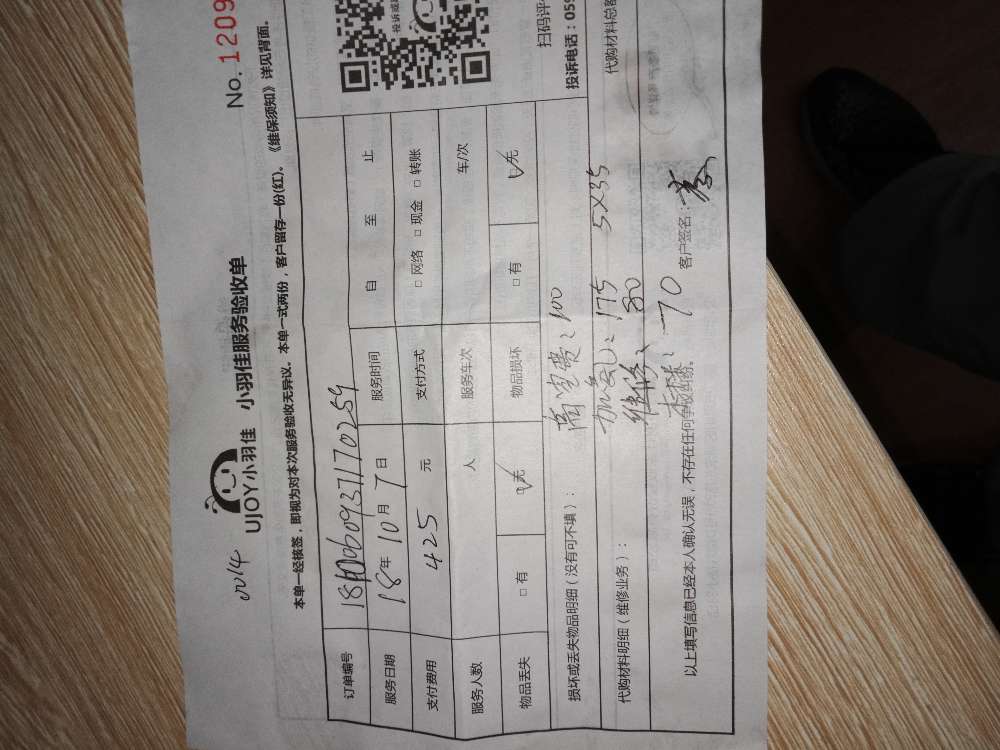 0014
UJOY小羽佳 小羽佳服务验收单
No. 1209
本单一经核签，即视为对本次服务验收无异议。本单一式两份，客户留存一份(红)。《维保须知》详见背面。
订单编号
服务日期 18年10月7日 服务时间 自 至 止
支付费用 425 元 支付方式 □ 网络 □ 现金 □ 转账
服务人数 人 服务车次 车/次
物品丢失 □ 有 □ 无 物品损坏 □ 有 □ 无
损坏或丢失物品明细（没有可不填）： 高空费：100
代购材料明细（维修业务）： 175 5X35
80
70
以上填写信息已经本人确认无误，不存在任何争议纠纷。 客户签名：
扫码评
投诉电话：059
代购材料总
投诉或